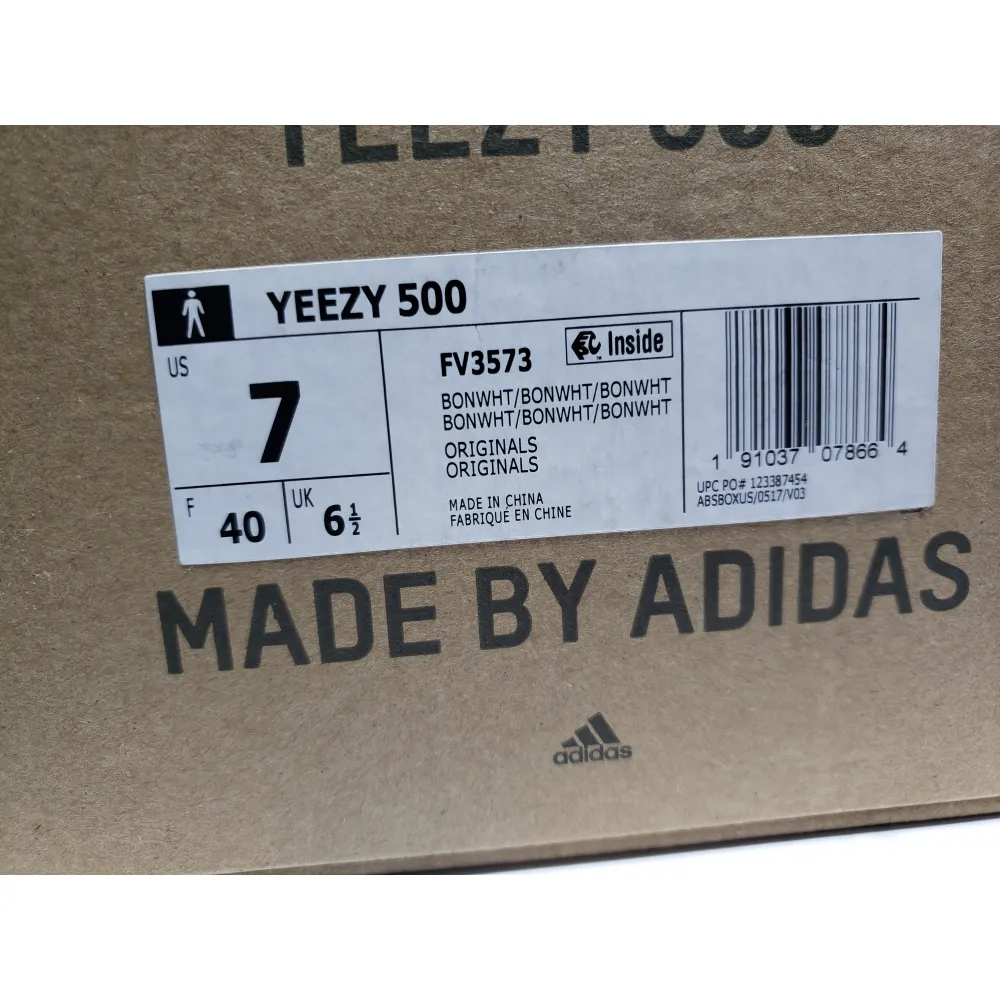 YEEZY 500
YEEZY 500
US
7
F
40
UK
6 1/2
FV3573
Inside
BONWHT/BONWHT/BONWHT
BONWHT/BONWHT/BONWHT
ORIGINALS
ORIGINALS
MADE IN CHINA
FABRIQUÉ EN CHINE
1 91037 07866 4
UPC PO# 123387454
ABSBOXUS/0517/V03
MADE BY ADIDAS
adidas